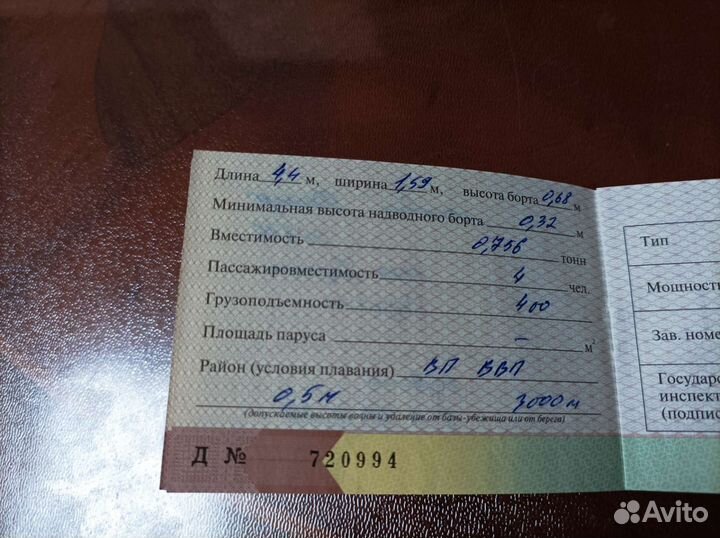 Длина 4,4 м, ширина 1,59 м, высота борта 0,68 м
Минимальная высота надводного борта 0,32 м
Вместимость 0,756 тонн
Пассажировместимость 4 чел.
Грузоподъемность 400
Площадь паруса – м²
Район (условия плавания) ВП ВВП
0,5 м 3000 м
(допускаемые высоты волны и удаление от базы-убежища или от берега)
Д № 720994
Тип
Мощность
Зав. номе
Государ
инспек
(подпис
Avito